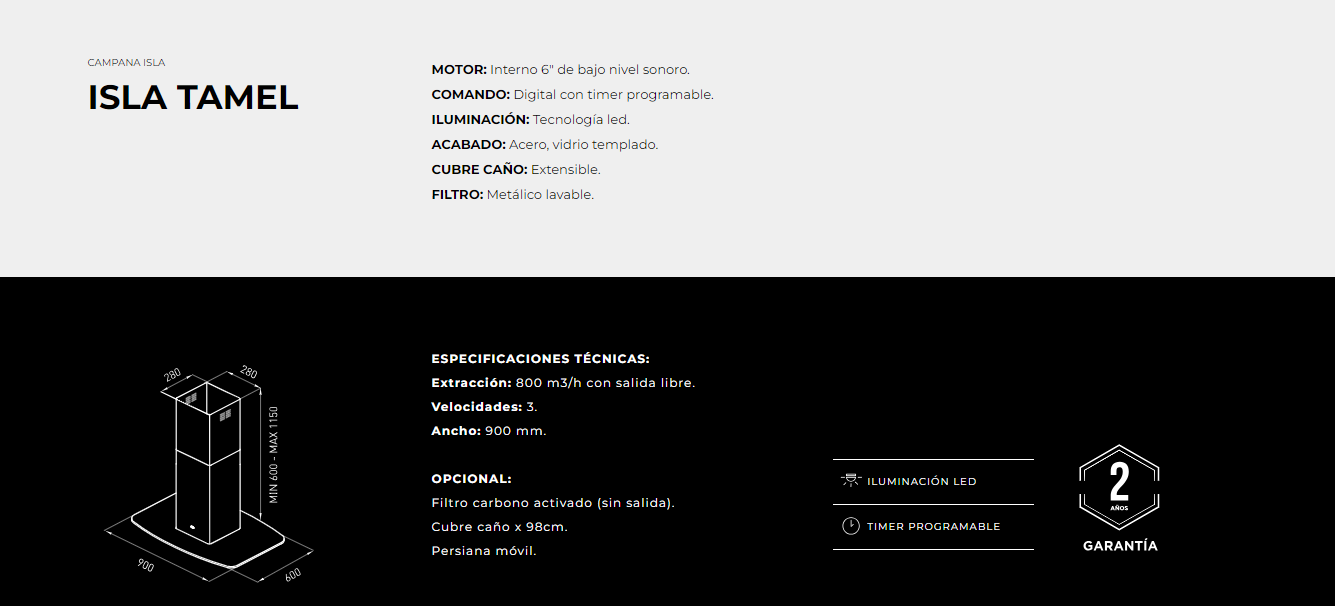 CAMPANA ISLA
ISLA TAMEL
MOTOR: Interno 6" de bajo nivel sonoro.
COMANDO: Digital con timer programable.
ILUMINACIÓN: Tecnología led.
ACABADO: Acero, vidrio templado.
CUBRE CAÑO: Extensible.
FILTRO: Metálico lavable.
280
280
MIN 600 - MAX 1150
900
600
ESPECIFICACIONES TÉCNICAS:
Extracción: 800 m3/h con salida libre.
Velocidades: 3.
Ancho: 900 mm.
OPCIONAL:
Filtro carbono activado (sin salida).
Cubre caño x 98cm.
Persiana móvil.
ILUMINACIÓN LED
TIMER PROGRAMABLE
2
AÑOS
GARANTÍA